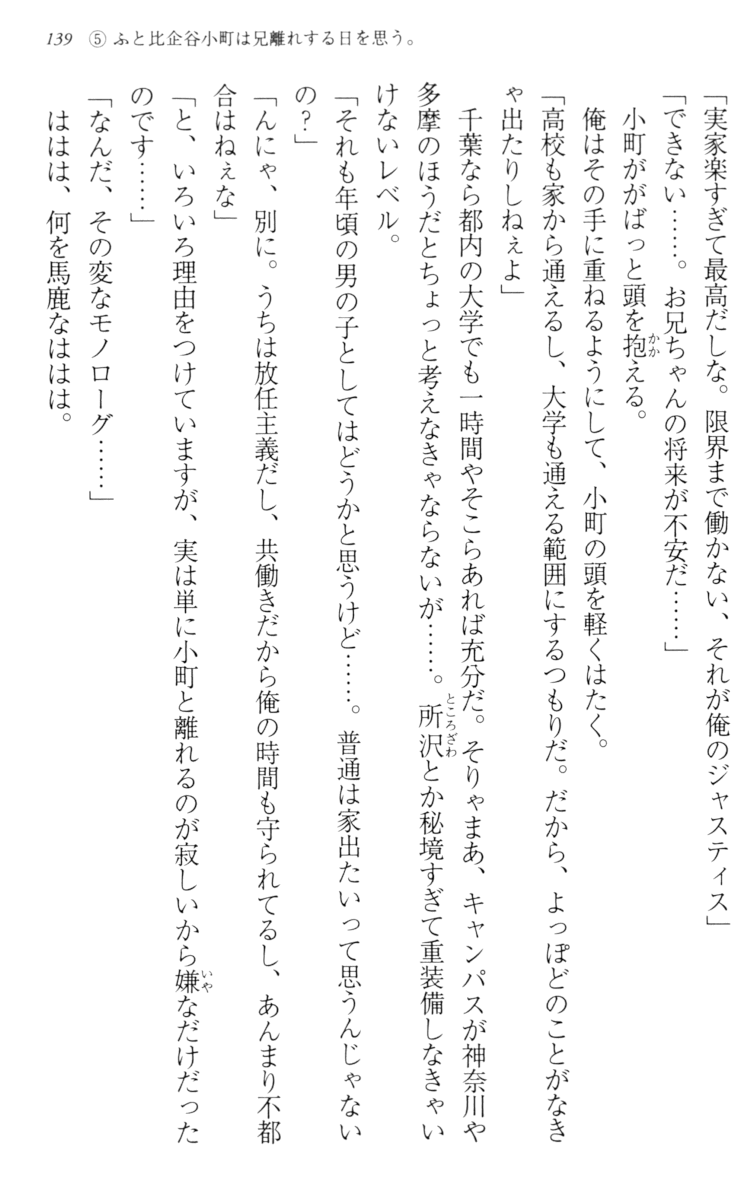 139 ⑤ ふと比企谷小町は兄離れする日を思う。
「実家楽すぎて最高だしな。限界まで働かない、それが俺のジャスティス」
「できない……。お兄ちゃんの将来が不安だ……」
小町ががばっと頭を抱える。
俺はその手に重ねるようにして、小町の頭を軽くはたく。
「高校も家から通えるし、大学も通える範囲にするつもりだ。だから、よっぽどのことがなき
ゃ出たりしねぇよ」
千葉なら都内の大学でも一時間やそこらあれば充分だ。そりゃまあ、キャンパスが神奈川や
多摩のほうだとちょっと考えなきゃならないが……。所沢とか秘境すぎて重装備しなきゃい
けないレベル。
「それも年頃の男の子としてはどうかと思うけど……。普通は家出たいって思うんじゃない
の？」
「んにゃ、別に。うちは放任主義だし、共働きだから俺の時間も守られてるし、あんまり不都
合はねぇな」
「と、いろいろ理由をつけていますが、実は単に小町と離れるのが寂しいから嫌なだけだった
のです……」
「なんだ、その変なモノローグ……」
ははは、何を馬鹿なははは。